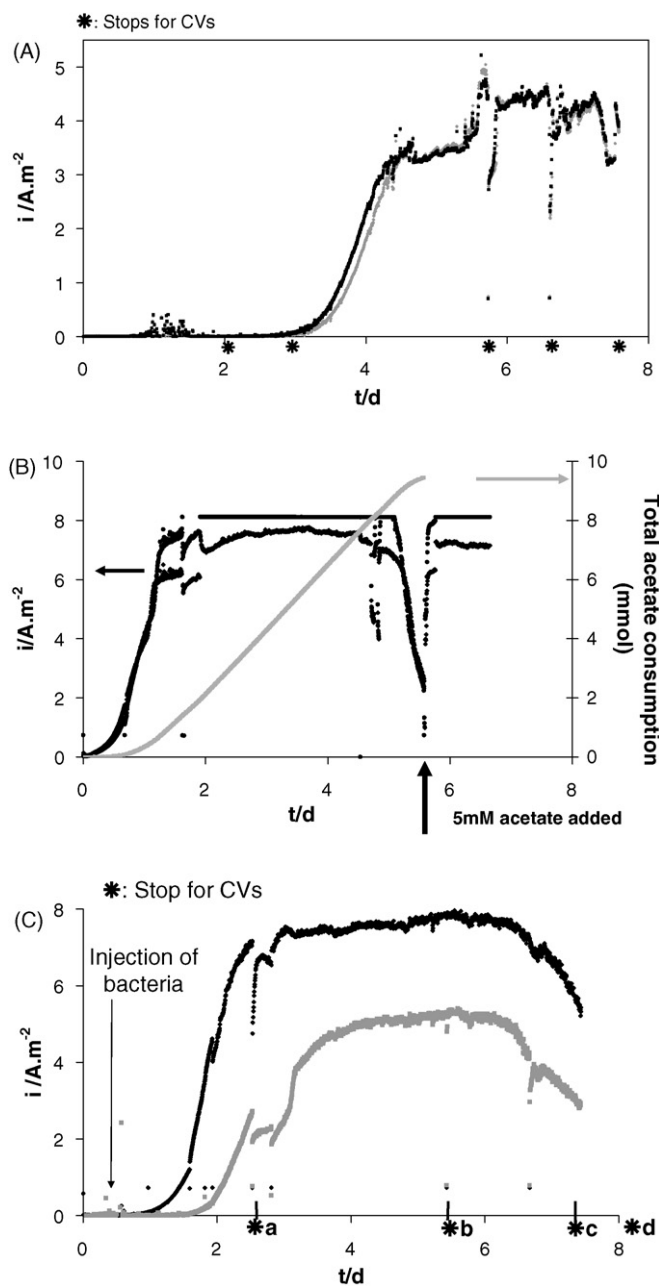 ✱: Stops for CVs
(A)
5
4
3
2
1
0
i /A.m-2
0 2 4 6 8
✱ ✱ ✱ ✱ ✱
t/d
(B)
10
8
6
4
2
0
i/A.m-2
10
8
6
4
2
0
Total acetate consumption
(mmol)
0 2 4 6 8
t/d
5mM acetate added
✱: Stop for CVs
(C)
8
6
4
2
0
i /A.m-2
Injection of
bacteria
0 2 4 6 8
✱a ✱b ✱c ✱d
t/d